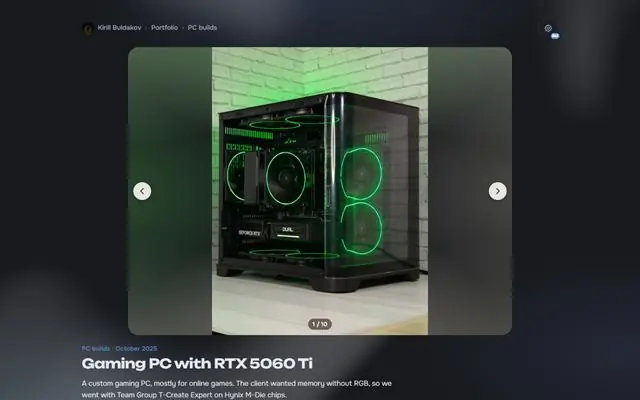 Kirill Buldakov › Portfolio › PC builds
GEFORCE RTX
DUAL
1 / 10
PC builds · October 2025
Gaming PC with RTX 5060 Ti
A custom gaming PC, mostly for online games. The client wanted memory without RGB, so we
went with Team Group T-Create Expert on Hynix M-Die chips.